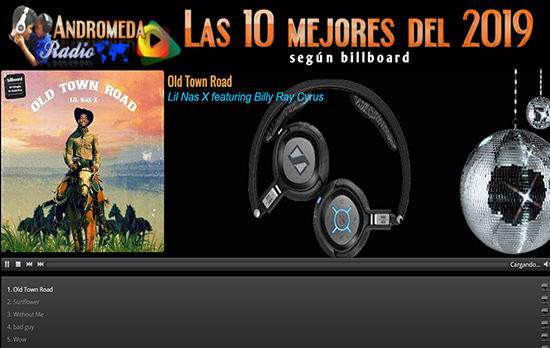 ANDROMEDA
Radio
LAS 10 MEJORES DEL 2019
según billboard
billboard
OLD TOWN ROAD
LIL NAS X
Old Town Road
Lil Nas X featuring Billy Ray Cyrus
Cargando...
1. Old Town Road
2. Sunflower
3. Without Me
4. bad guy
5. Wow